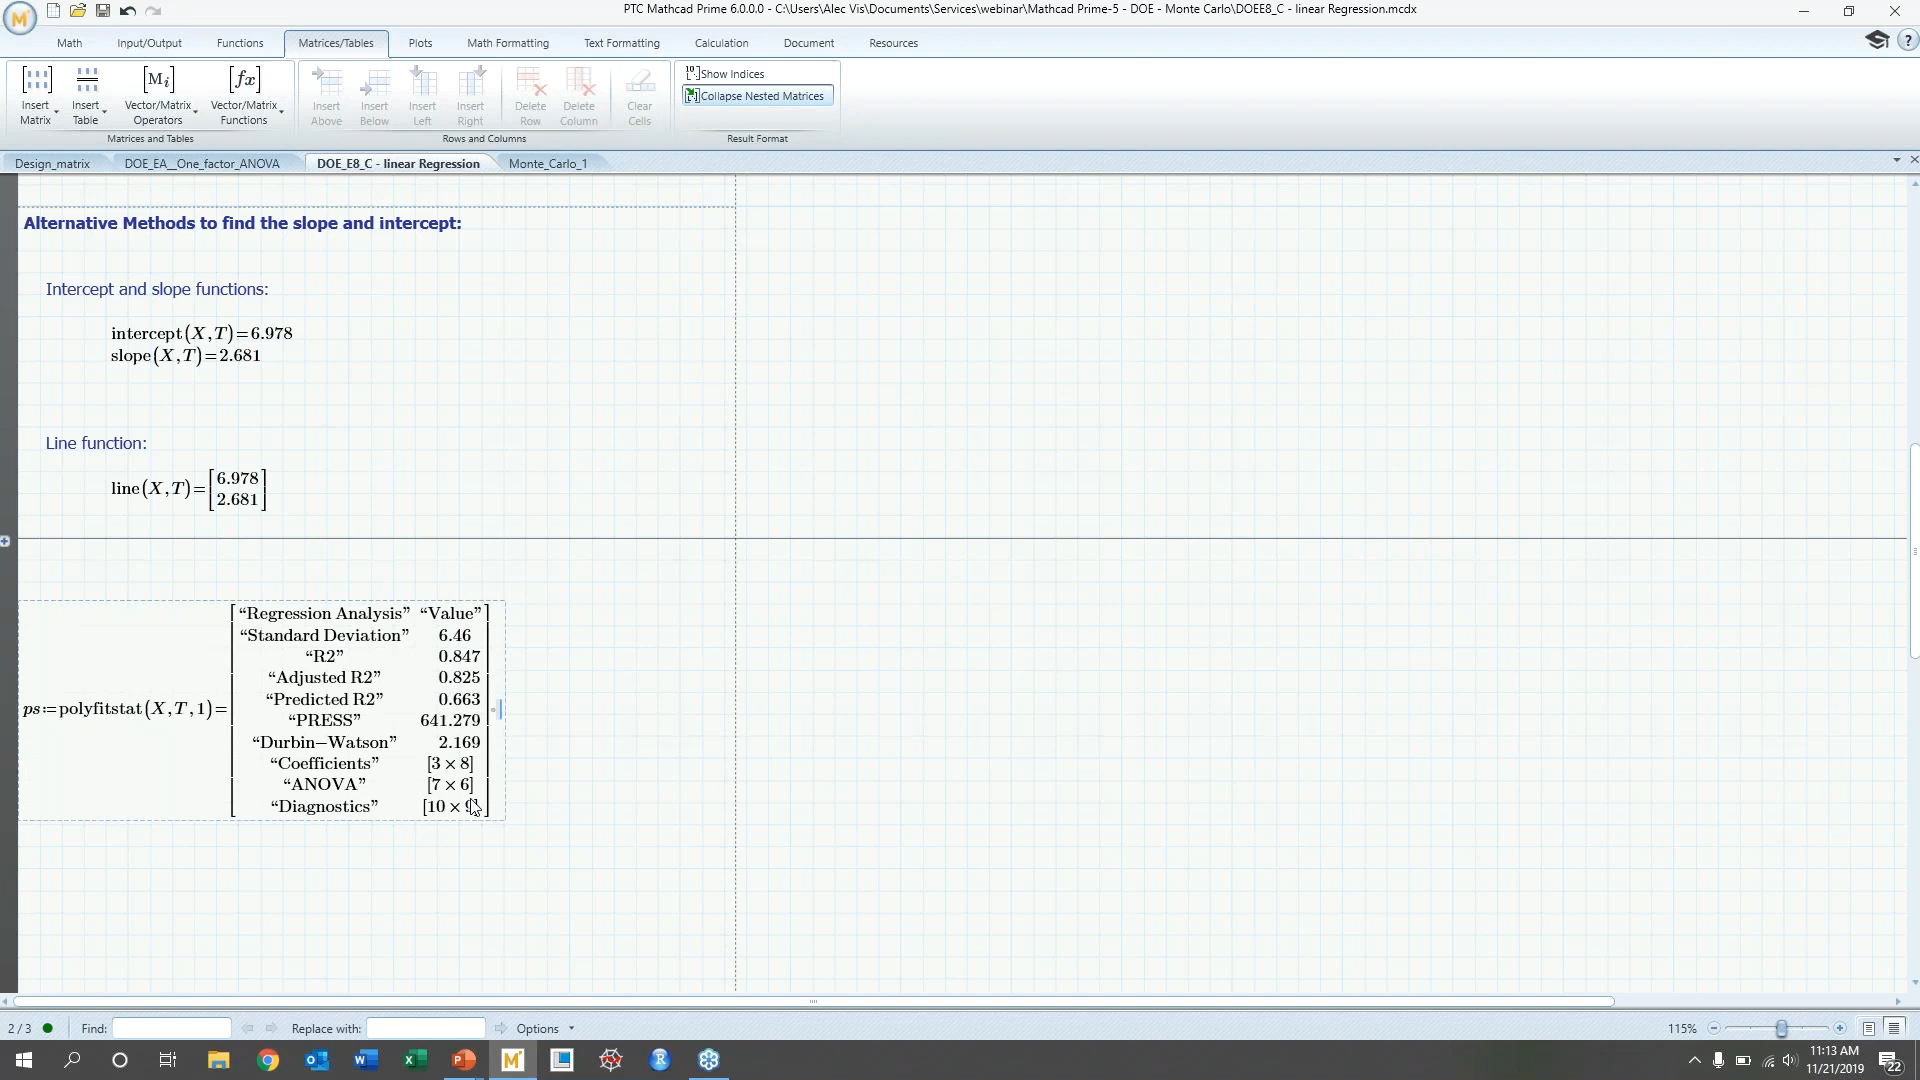 PTC Mathcad Prime 6.0.0.0 - C:\Users\Alec Vis\Documents\Services\webinar\Mathcad Prime-5 - DOE - Monte Carlo\DOEE8_C - linear Regression.mcdx
Math Input/Output Functions Matrices/Tables Plots Math Formatting Text Formatting Calculation Document Resources
Insert Matrix
Insert Table
Vector/Matrix Operators
Vector/Matrix Functions
Matrices and Tables
Insert Above
Insert Below
Insert Left
Insert Right
Delete Row
Delete Column
Clear Cells
Rows and Columns
Show Indices
Collapse Nested Matrices
Result Format
Design_matrix DOE_EA__One_factor_ANOVA DOE_E8_C - linear Regression Monte_Carlo_1
Alternative Methods to find the slope and intercept:
Intercept and slope functions:
intercept(X,T)=6.978
slope(X,T)=2.681
Line function:
line(X,T)=[6.978
2.681]
ps:=polyfitstat(X,T,1)=
“Regression Analysis” “Value”
“Standard Deviation” 6.46
“R2” 0.847
“Adjusted R2” 0.825
“Predicted R2” 0.663
“PRESS” 641.279
“Durbin−Watson” 2.169
“Coefficients” [3 × 8]
“ANOVA” [7 × 6]
“Diagnostics” [10 × 9]
2 / 3 Find: Replace with: Options 115%
11:13 AM
11/21/2019
22